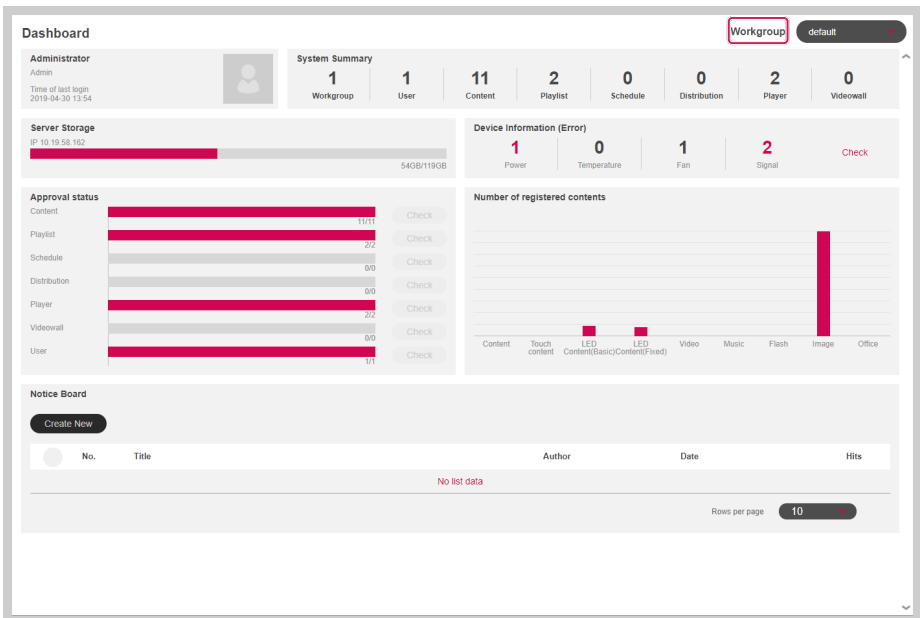 Dashboard
Workgroup
default
Administrator
Admin
Time of last login
2019-04-30 13:54
System Summary
1 1 11 2 0 0 2 0
Workgroup User Content Playlist Schedule Distribution Player Videowall
Server Storage
IP 10.19.58.162
54GB/119GB
Device Information (Error)
1 0 1 2
Power Temperature Fan Signal
Check
Approval status
Content
11/11
Check
Playlist
2/2
Check
Schedule
0/0
Check
Distribution
0/0
Check
Player
2/2
Check
Videowall
0/0
Check
User
1/1
Check
Number of registered contents
Content
Touch
content
LED
Content(Basic)
LED
Content(Fixed)
Video
Music
Flash
Image
Office
Notice Board
Create New
No. Title Author Date Hits
No list data
Rows per page 10